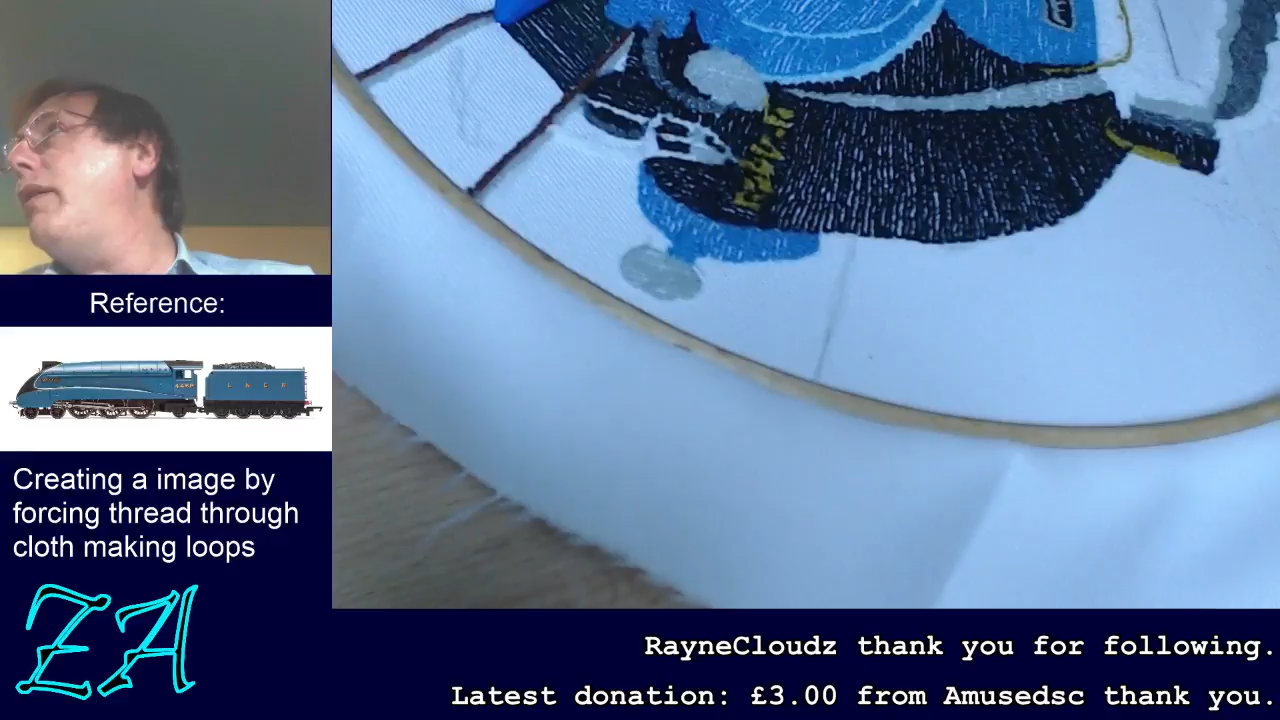 Reference:
Creating a image by
forcing thread through
cloth making loops
ZA
RayneCloudz thank you for following.
Latest donation: £3.00 from Amusedsc thank you.